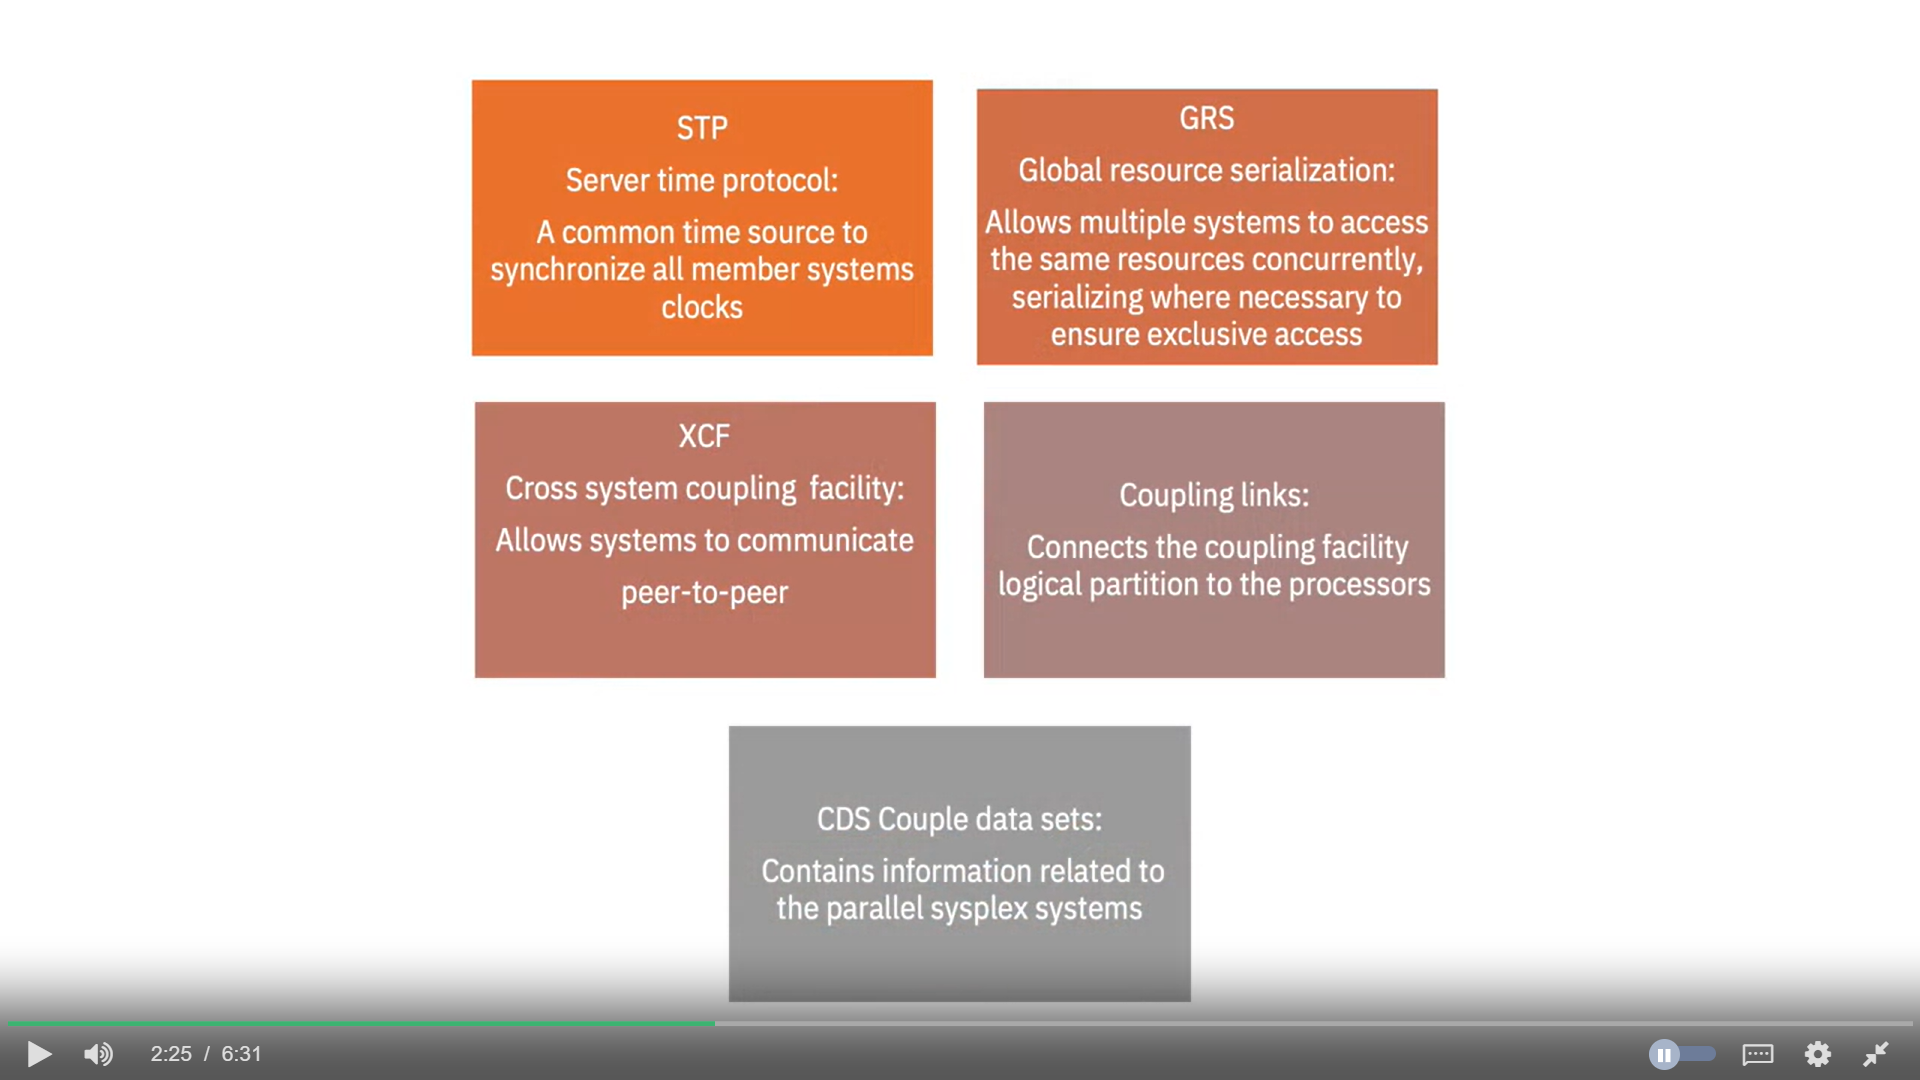 STP
Server time protocol:
A common time source to
synchronize all member systems
clocks
GRS
Global resource serialization:
Allows multiple systems to access
the same resources concurrently,
serializing where necessary to
ensure exclusive access
XCF
Cross system coupling  facility:
Allows systems to communicate
peer-to-peer
Coupling links:
Connects the coupling facility
logical partition to the processors
CDS Couple data sets:
Contains information related to
the parallel sysplex systems
2:25 / 6:31